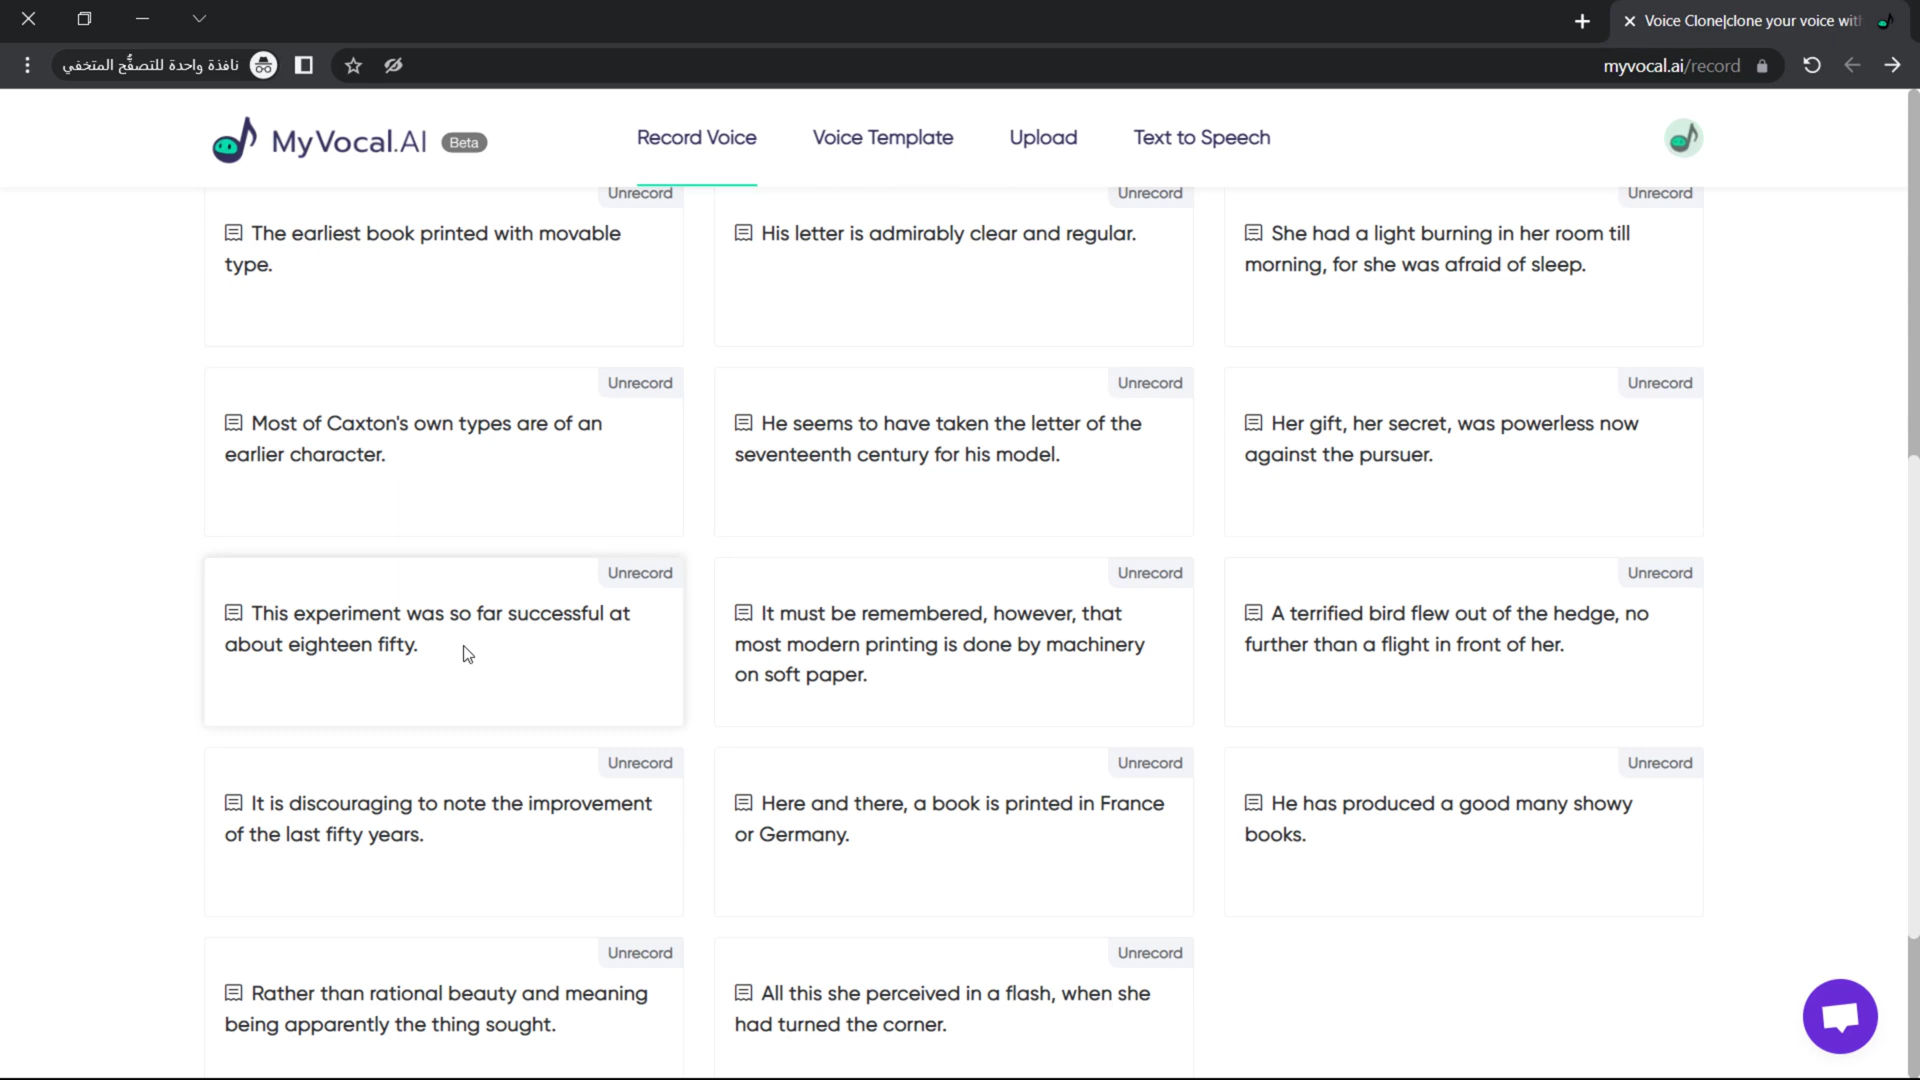 Voice Clone|clone your voice wit
نافذة واحدة للتصفُّح المتخفي
myvocal.ai/record
MyVocal.AI Beta
Record Voice
Voice Template
Upload
Text to Speech
Unrecord
The earliest book printed with movable
type.
Unrecord
His letter is admirably clear and regular.
Unrecord
She had a light burning in her room till
morning, for she was afraid of sleep.
Unrecord
Most of Caxton's own types are of an
earlier character.
Unrecord
He seems to have taken the letter of the
seventeenth century for his model.
Unrecord
Her gift, her secret, was powerless now
against the pursuer.
Unrecord
This experiment was so far successful at
about eighteen fifty.
Unrecord
It must be remembered, however, that
most modern printing is done by machinery
on soft paper.
Unrecord
A terrified bird flew out of the hedge, no
further than a flight in front of her.
Unrecord
It is discouraging to note the improvement
of the last fifty years.
Unrecord
Here and there, a book is printed in France
or Germany.
Unrecord
He has produced a good many showy
books.
Unrecord
Rather than rational beauty and meaning
being apparently the thing sought.
Unrecord
All this she perceived in a flash, when she
had turned the corner.